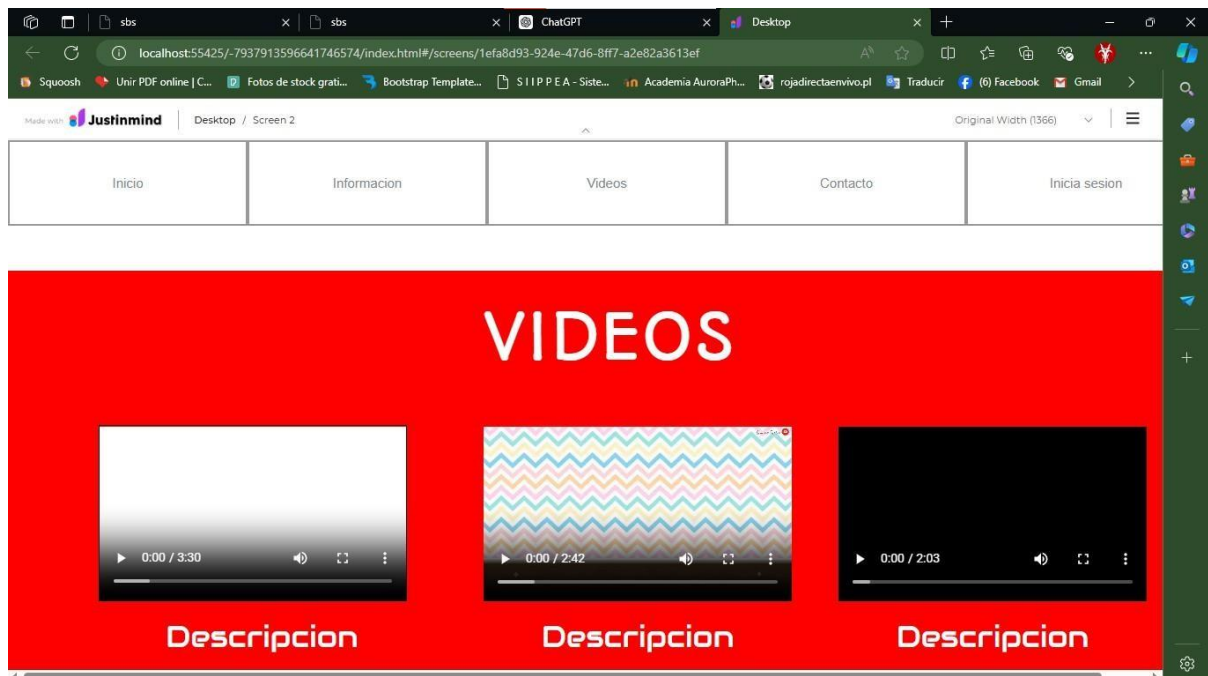 sbs
sbs
ChatGPT
Desktop
localhost:55425/-7937913596641746574/index.html#/screens/1efa8d93-924e-47d6-8ff7-a2e82a3613ef
Squoosh
Unir PDF online | C...
Fotos de stock grati...
Bootstrap Template...
S I I P P E A - Siste...
Academia AuroraPh...
rojadirectaenvivo.pl
Traducir
(6) Facebook
Gmail
Made with Justinmind
Desktop / Screen 2
Original Width (1366)
Inicio
Informacion
Videos
Contacto
Inicia sesion
VIDEOS
0:00 / 3:30
0:00 / 2:42
0:00 / 2:03
Descripcion
Descripcion
Descripcion